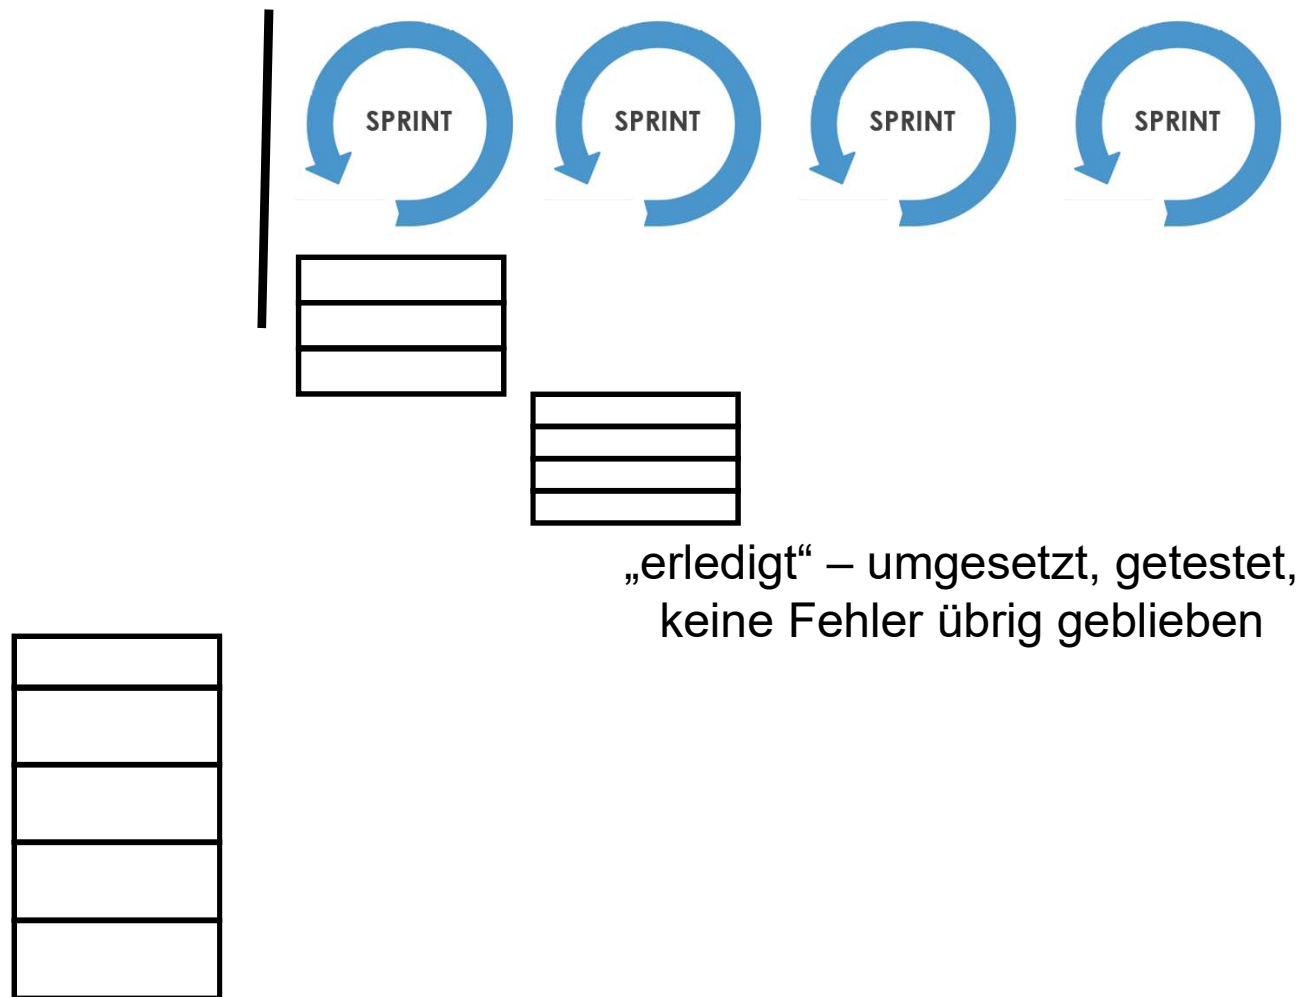 SPRINT SPRINT SPRINT SPRINT
„erledigt“ – umgesetzt, getestet,
keine Fehler übrig geblieben